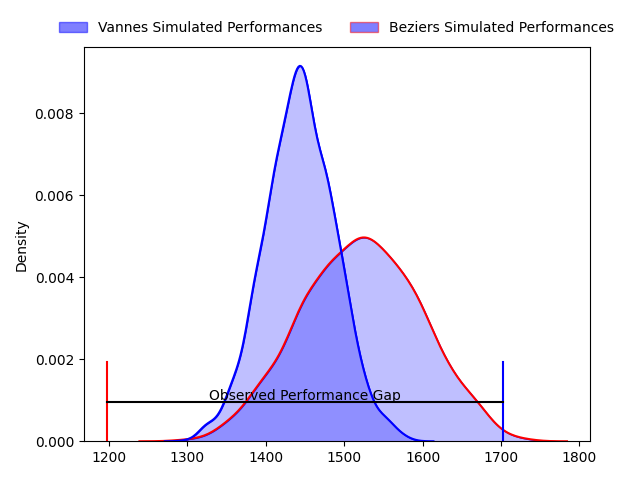 Vannes Simulated Performances Beziers Simulated Performances
Density
0.008
0.006
0.004
0.002
0.000
Observed Performance Gap
1200 1300 1400 1500 1600 1700 1800